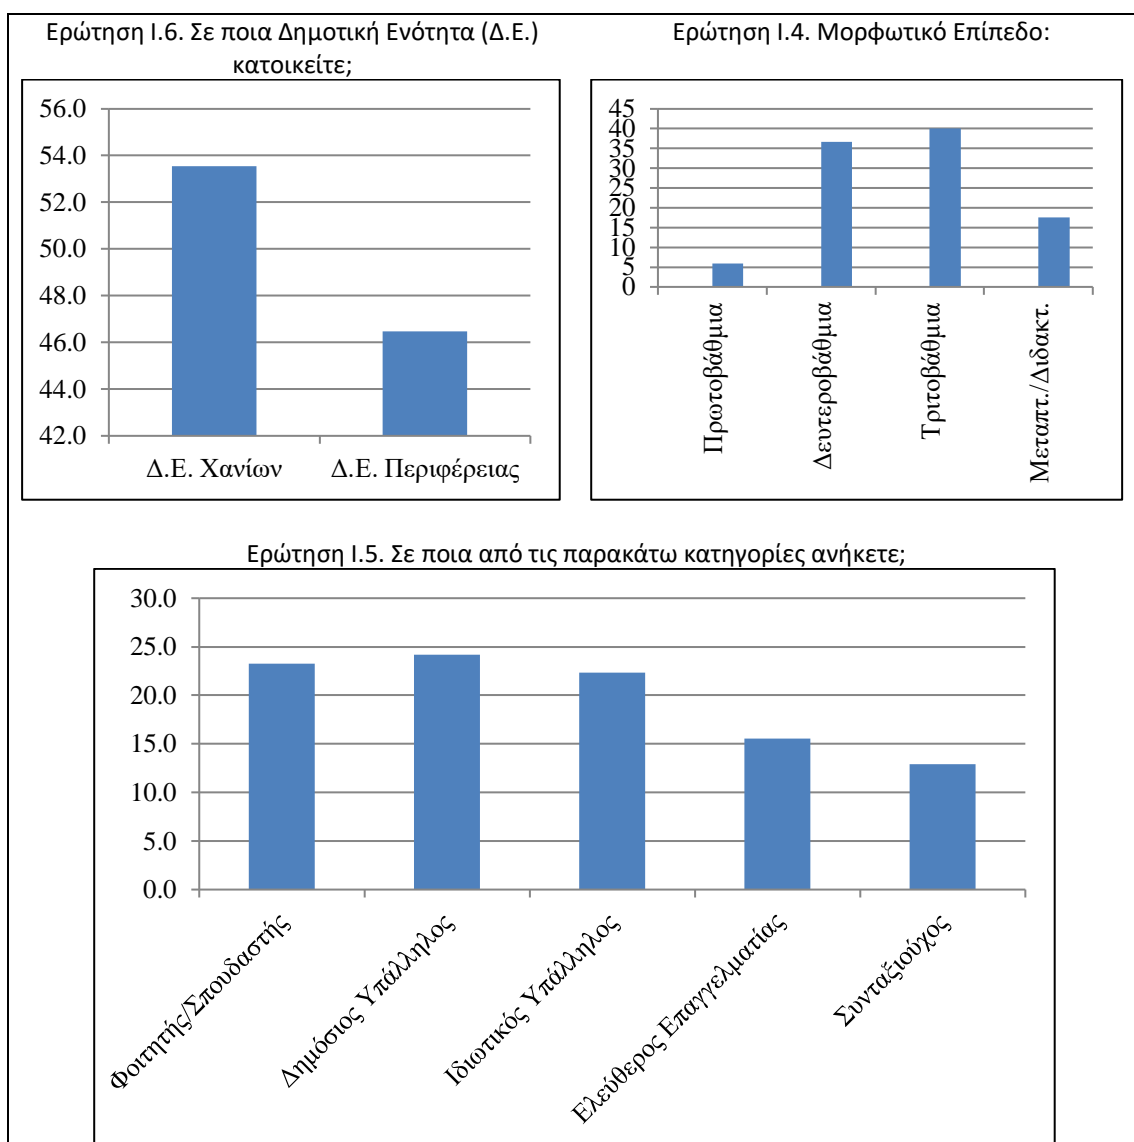 Ερώτηση Ι.6. Σε ποια Δημοτική Ενότητα (Δ.Ε.)
κατοικείτε;
56.0
54.0
52.0
50.0
48.0
46.0
44.0
42.0
Δ.Ε. Χανίων
Δ.Ε. Περιφέρειας
Ερώτηση Ι.4. Μορφωτικό Επίπεδο:
45
40
35
30
25
20
15
10
5
0
Πρωτοβάθμια
Δευτεροβάθμια
Τριτοβάθμια
Μεταπτ./Διδακτ.
Ερώτηση Ι.5. Σε ποια από τις παρακάτω κατηγορίες ανήκετε;
30.0
25.0
20.0
15.0
10.0
5.0
0.0
Φοιτητής/Σπουδαστής
Δημόσιος Υπάλληλος
Ιδιωτικός Υπάλληλος
Ελεύθερος Επαγγελματίας
Συνταξιούχος